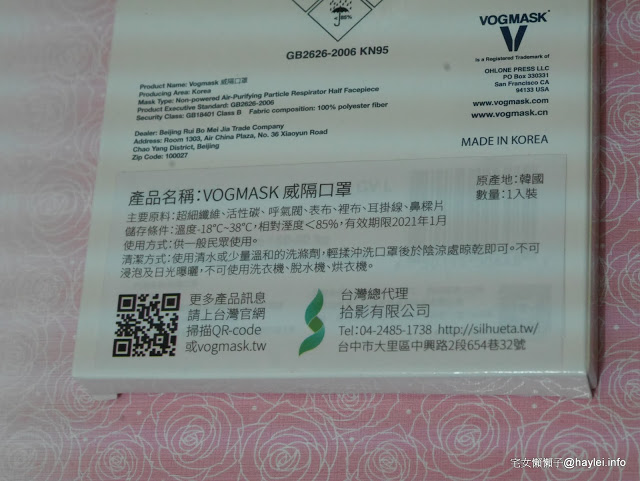 <80%
GB2626-2006 KN95
VOGMASK®
V
is a Registered Trademark of
OHLONE PRESS LLC
PO Box 330331
San Francisco CA
94133 USA
www.vogmask.com
www.vogmask.cn
Product Name: Vogmask 威隔口罩
Producing Area: Korea
Mask Type: Non-powered Air-Purifying Particle Respirator Half Facepiece
Product Executive Standard: GB2626-2006
Security Class: GB18401 Class B Fabric composition: 100% polyester fiber
Dealer: Beijing Rui Bo Mei Jia Trade Company
Address: Room 1303, Air China Plaza, No. 36 Xiaoyun Road
Chao Yang District, Beijing
Zip Code: 100027
MADE IN KOREA
產品名稱:VOGMASK 威隔口罩
原產地:韓國
數量:1入裝
主要原料:超細纖維、活性碳、呼氣閥、表布、裡布、耳掛線、鼻樑片
儲存條件:溫度-18°C~38°C,相對溼度<85%,有效期限2021年1月
使用方式:供一般民眾使用。
清潔方式:使用清水或少量溫和的洗滌劑,輕揉沖洗口罩後於陰涼處晾乾即可。不可
浸泡及日光曝曬,不可使用洗衣機、脫水機、烘衣機。
更多產品訊息
請上台灣官網
掃描QR-code
或vogmask.tw
台灣總代理
拾影有限公司
Tel:04-2485-1738 http://silhueta.tw/
台中市大里區中興路2段654巷32號
宅女懶懶子@haylei.info